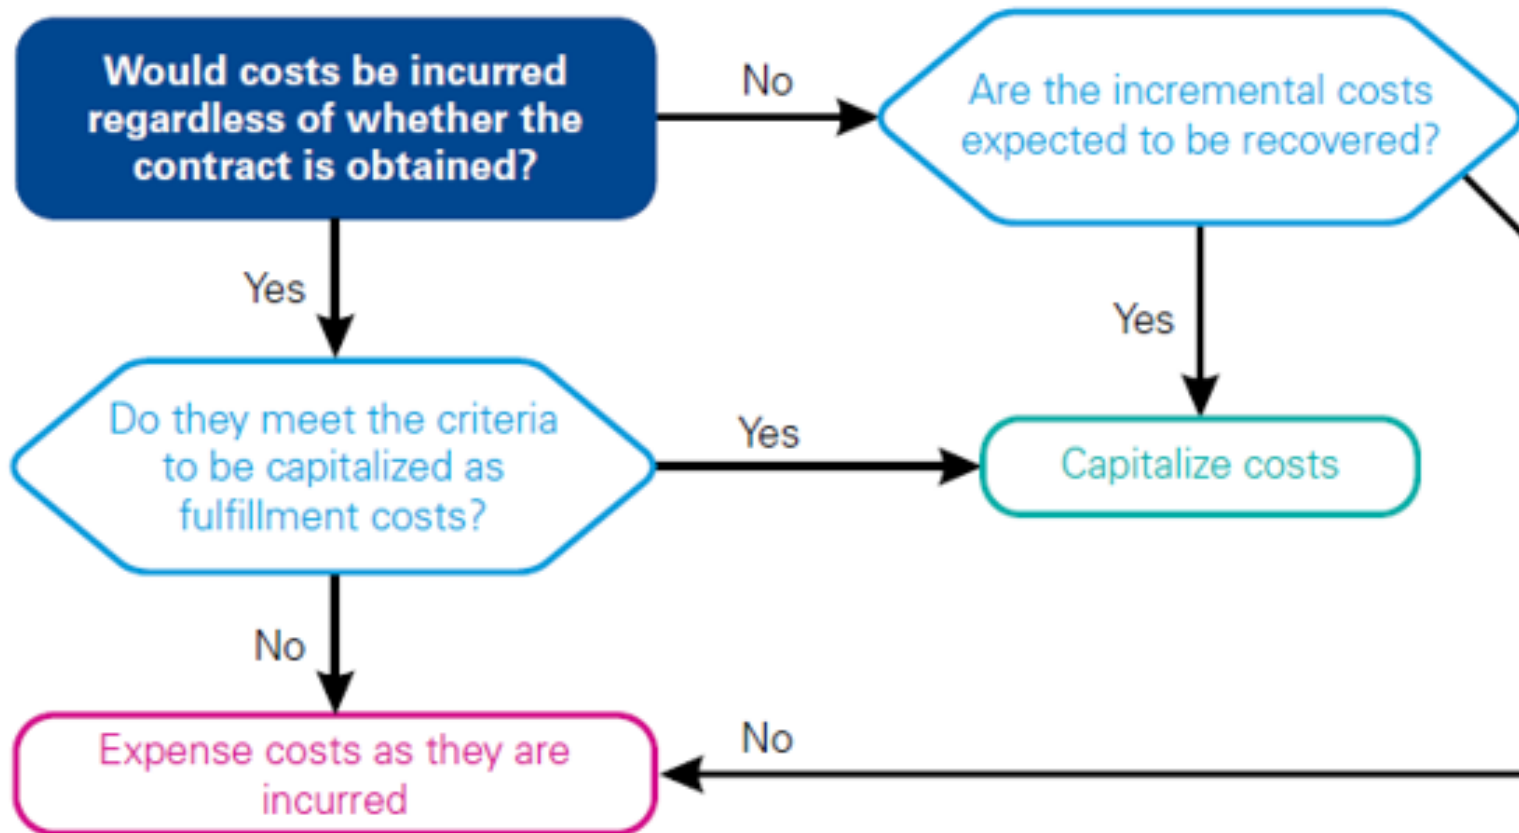 Would costs be incurred
regardless of whether the
contract is obtained?
No
Are the incremental costs
expected to be recovered?
Yes
Yes
Do they meet the criteria
to be capitalized as
fulfillment costs?
Yes
Capitalize costs
No
Expense costs as they are
incurred
No